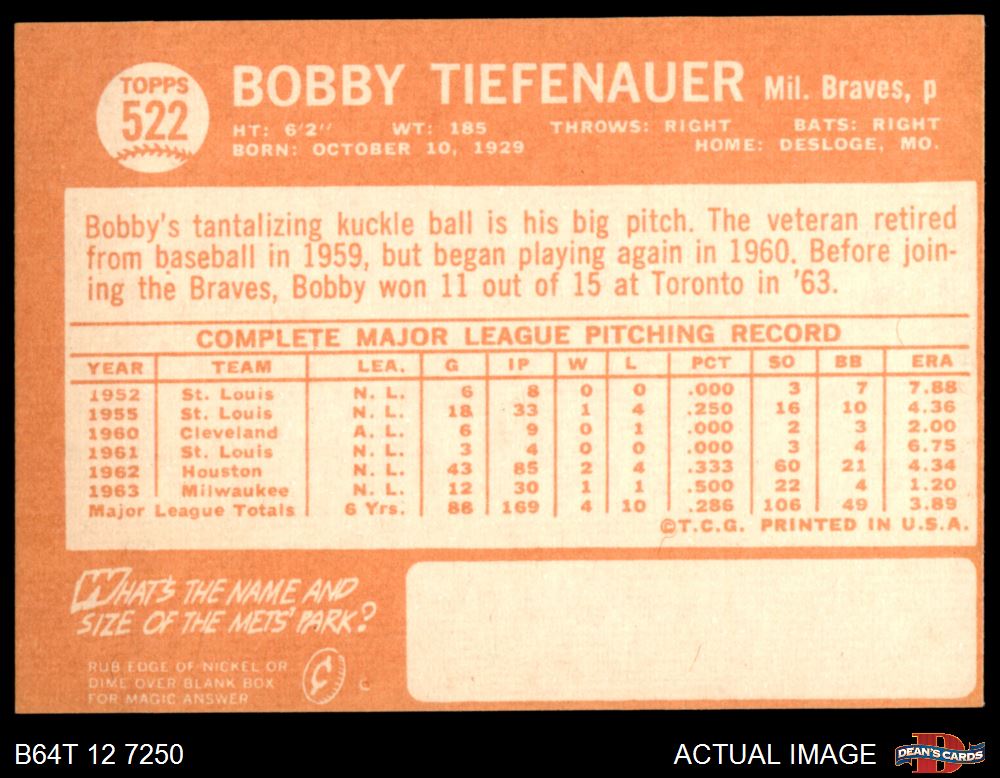 TOPPS
522
BOBBY TIEFENAUER Mil. Braves, p
HT: 6'2" WT: 185 THROWS: RIGHT BATS: RIGHT
BORN: OCTOBER 10, 1929 HOME: DESLOGE, MO.
Bobby's tantalizing kuckle ball is his big pitch. The veteran retired
from baseball in 1959, but began playing again in 1960. Before join-
ing the Braves, Bobby won 11 out of 15 at Toronto in '63.
COMPLETE MAJOR LEAGUE PITCHING RECORD
YEAR TEAM LEA. G IP W L PCT SO BB ERA
1952 St. Louis N. L. 6 8 0 0 .000 3 7 7.88
1955 St. Louis N. L. 18 33 1 4 .250 16 10 4.36
1960 Cleveland A. L. 6 9 0 1 .000 2 3 2.00
1961 St. Louis N. L. 3 4 0 0 .000 3 4 6.75
1962 Houston N. L. 43 85 2 4 .333 60 21 4.34
1963 Milwaukee N. L. 12 30 1 1 .500 22 4 1.20
Major League Totals 6 Yrs. 88 169 4 10 .286 106 49 3.89
©T.C.G. PRINTED IN U.S.A.
WHAT'S THE NAME AND
SIZE OF THE METS' PARK?
RUB EDGE OF NICKEL OR
DIME OVER BLANK BOX
FOR MAGIC ANSWER
¢ C
B64T 12 7250 ACTUAL IMAGE DEAN'S CARDS